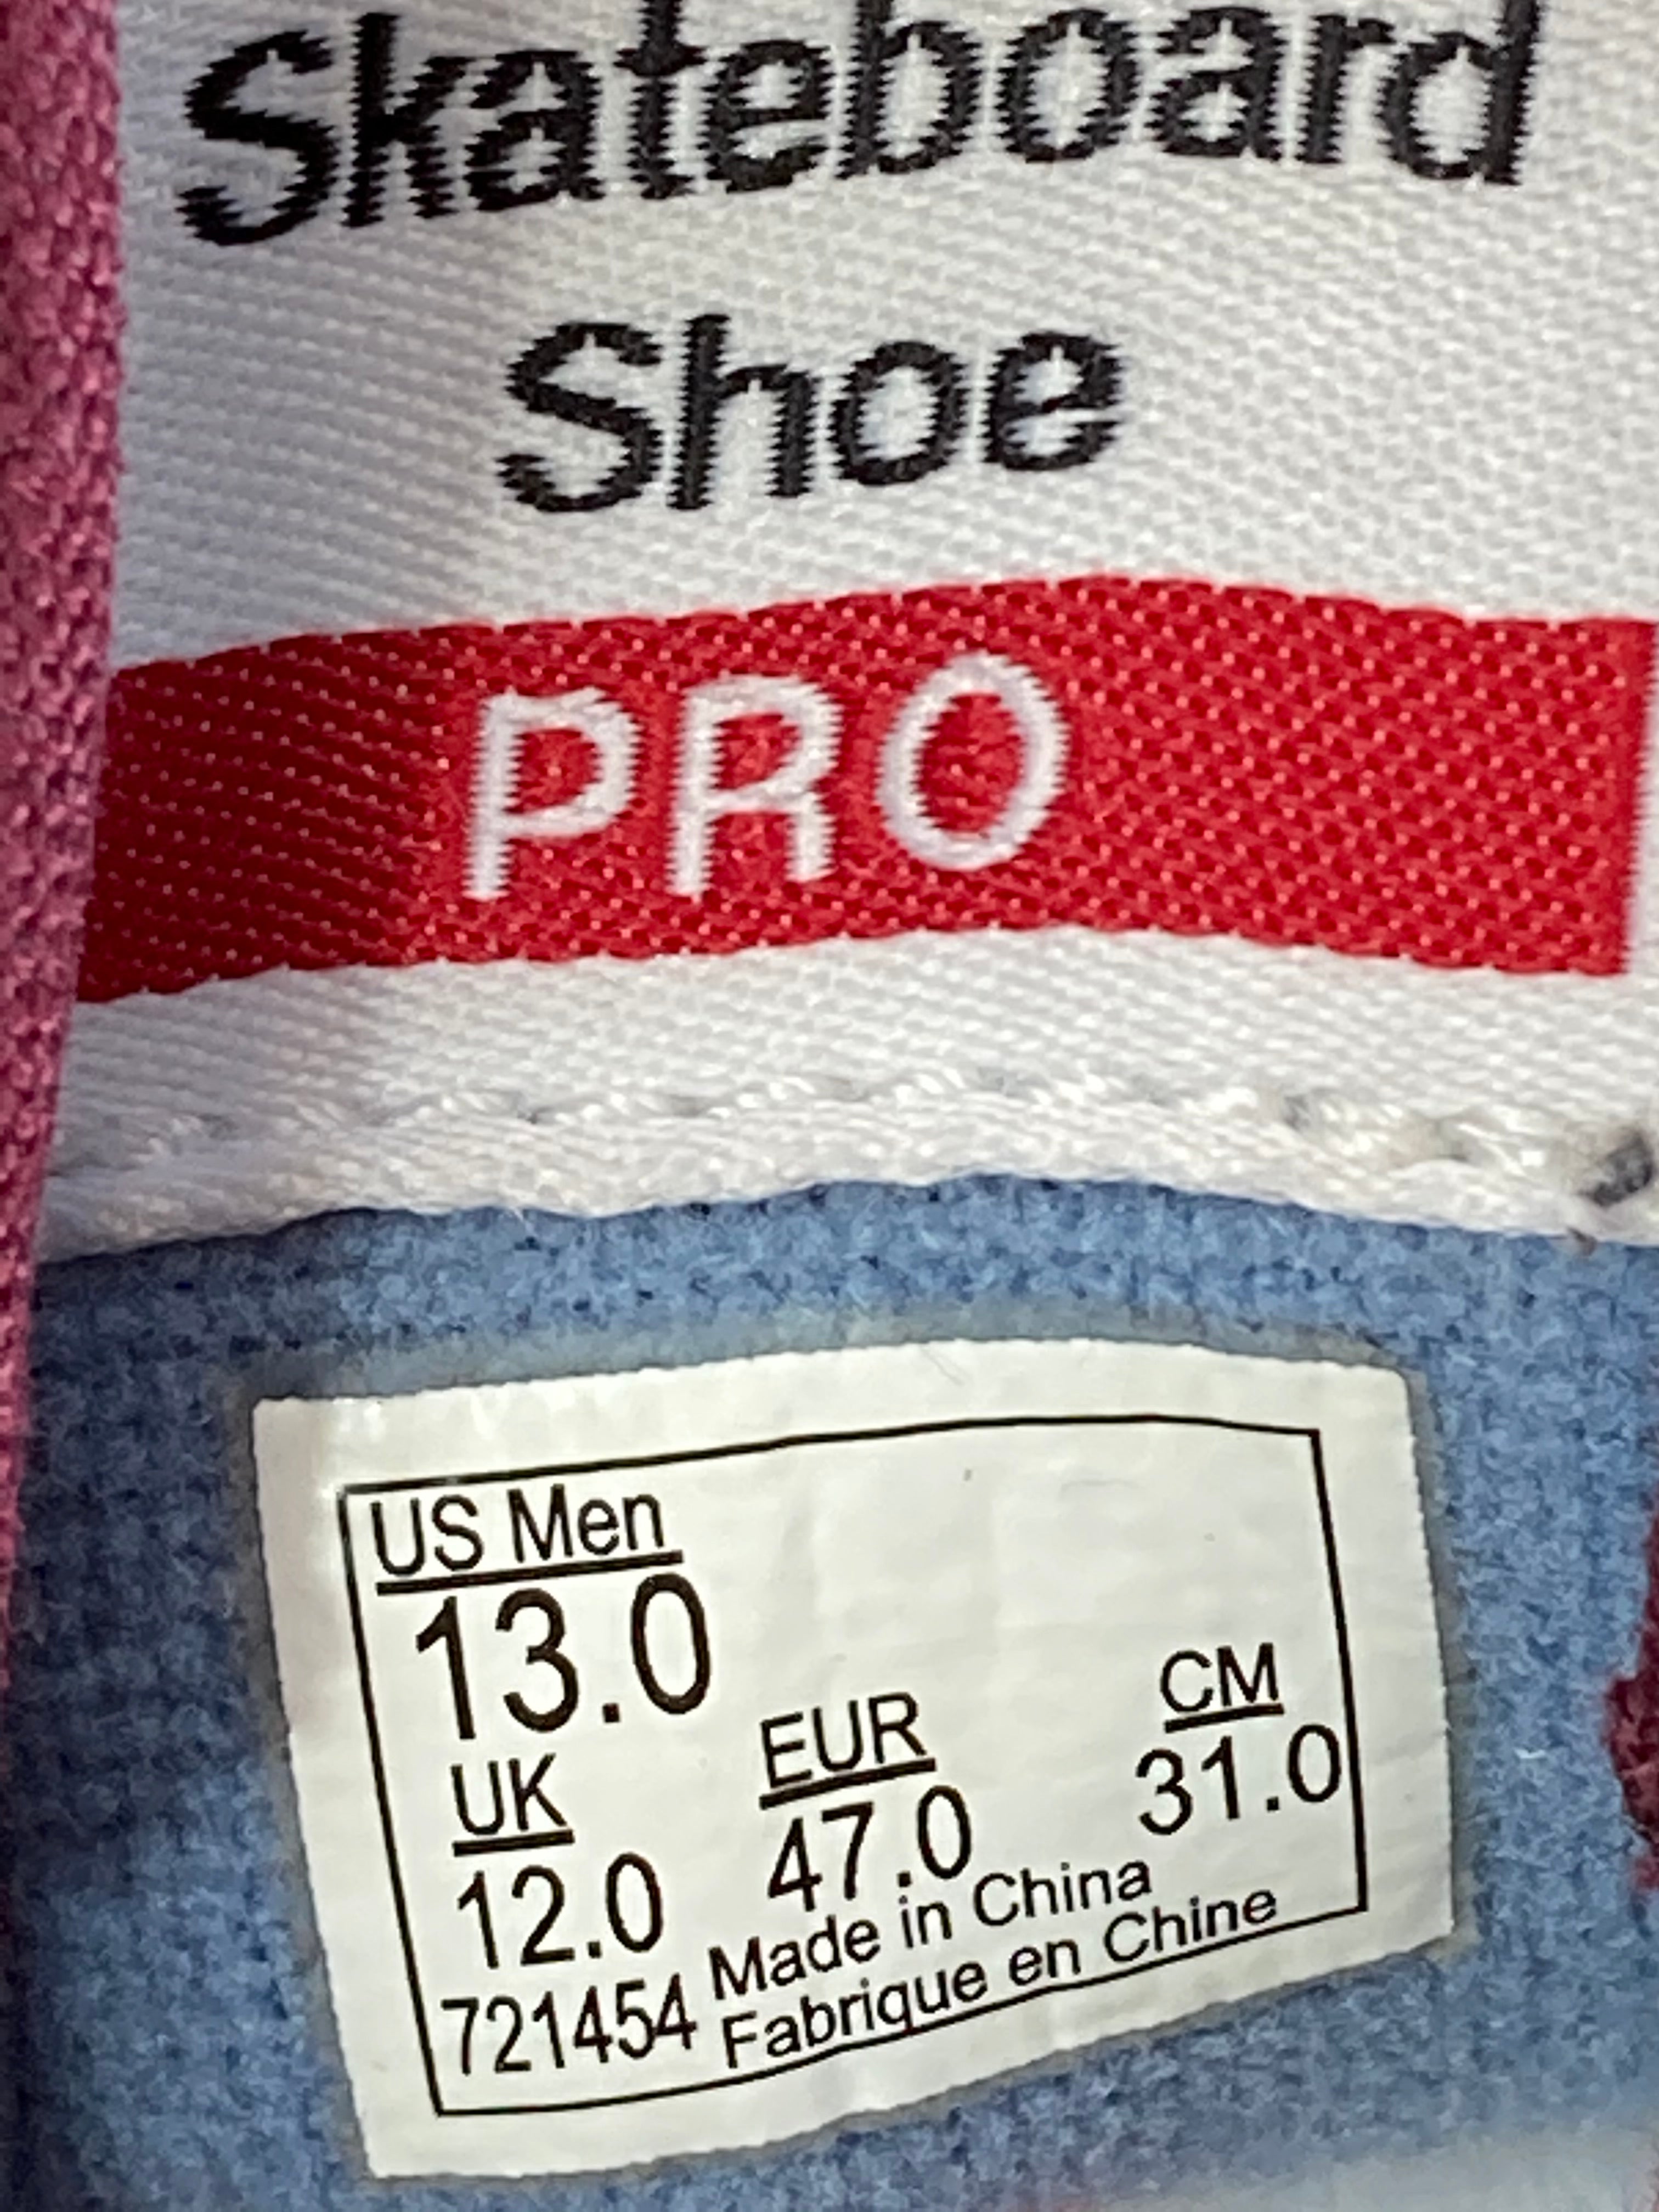 Skateboard
Shoe
PRO
US Men
13.0
UK EUR CM
12.0 47.0 31.0
721454 Made in China
Fabrique en Chine